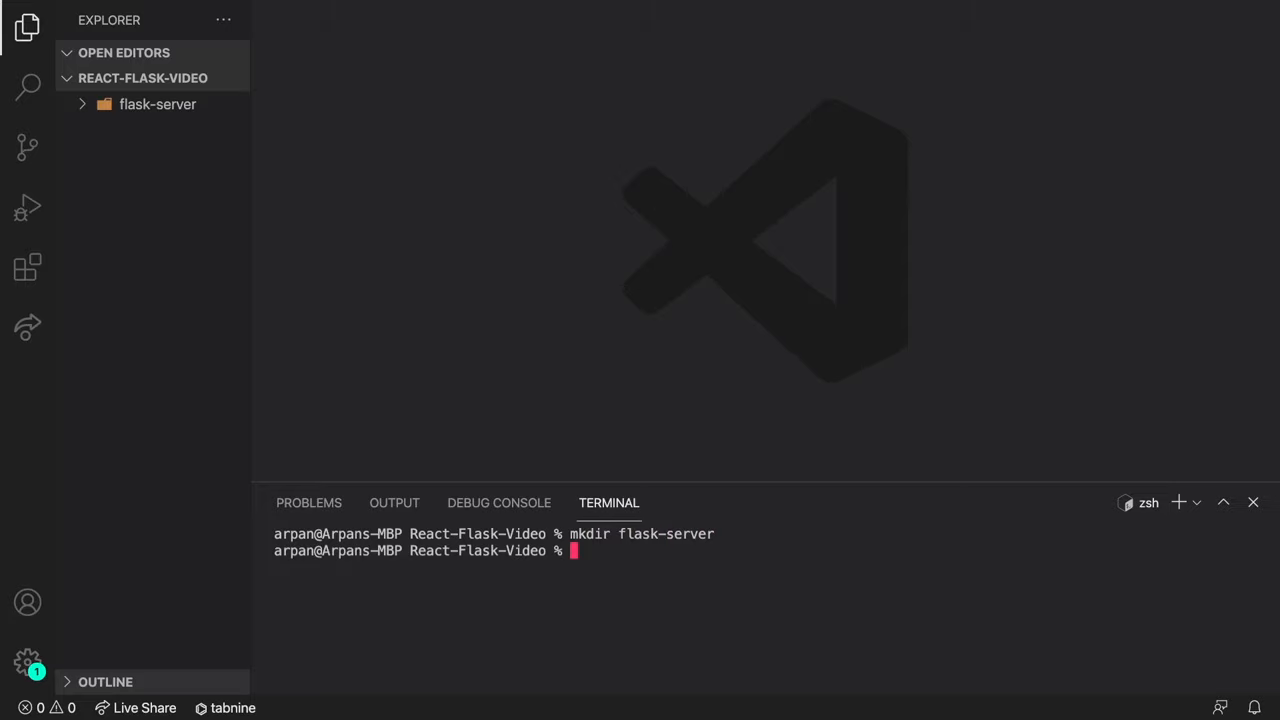 EXPLORER
OPEN EDITORS
REACT-FLASK-VIDEO
flask-server
PROBLEMS OUTPUT DEBUG CONSOLE TERMINAL zsh
arpan@Arpans-MBP React-Flask-Video % mkdir flask-server
arpan@Arpans-MBP React-Flask-Video %
1
OUTLINE
0 0 Live Share tabnine